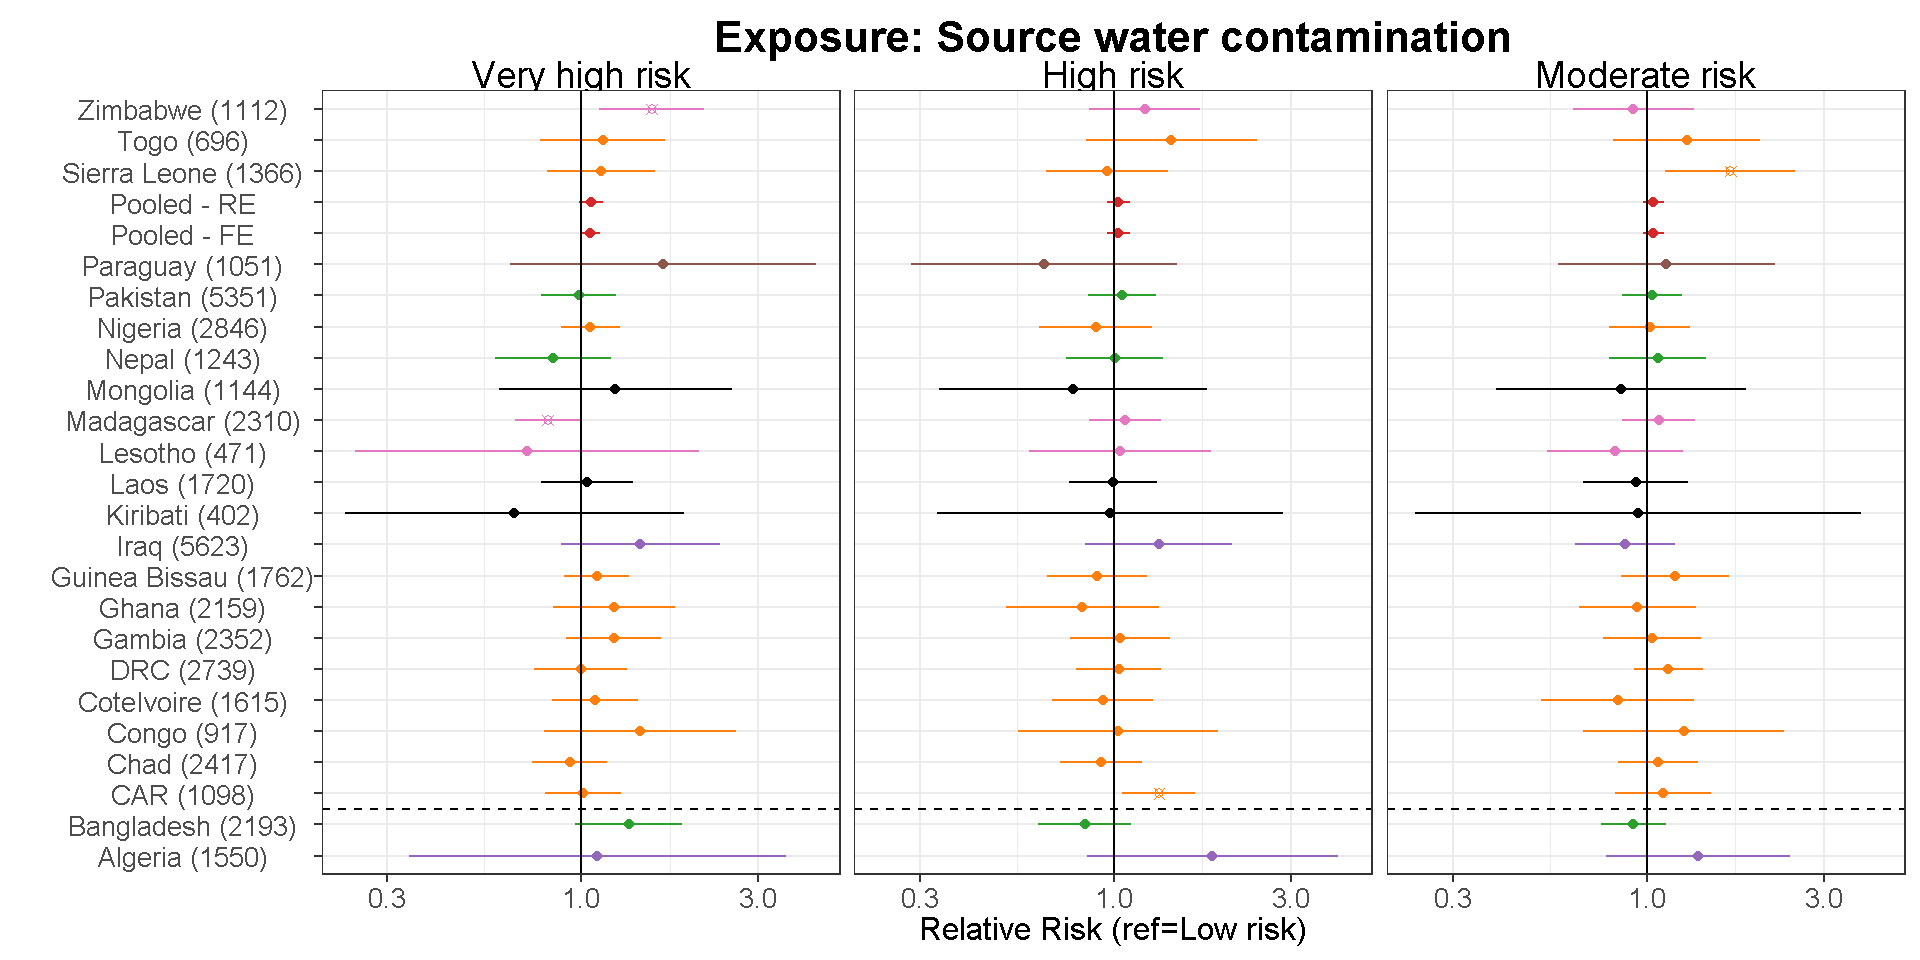 Exposure: Source water contamination
Very high risk
High risk
Moderate risk
Zimbabwe (1112)
Togo (696)
Sierra Leone (1366)
Pooled - RE
Pooled - FE
Paraguay (1051)
Pakistan (5351)
Nigeria (2846)
Nepal (1243)
Mongolia (1144)
Madagascar (2310)
Lesotho (471)
Laos (1720)
Kiribati (402)
Iraq (5623)
Guinea Bissau (1762)
Ghana (2159)
Gambia (2352)
DRC (2739)
CoteIvoire (1615)
Congo (917)
Chad (2417)
CAR (1098)
Bangladesh (2193)
Algeria (1550)
0.3 1.0 3.0 0.3 1.0 3.0 0.3 1.0 3.0
Relative Risk (ref=Low risk)